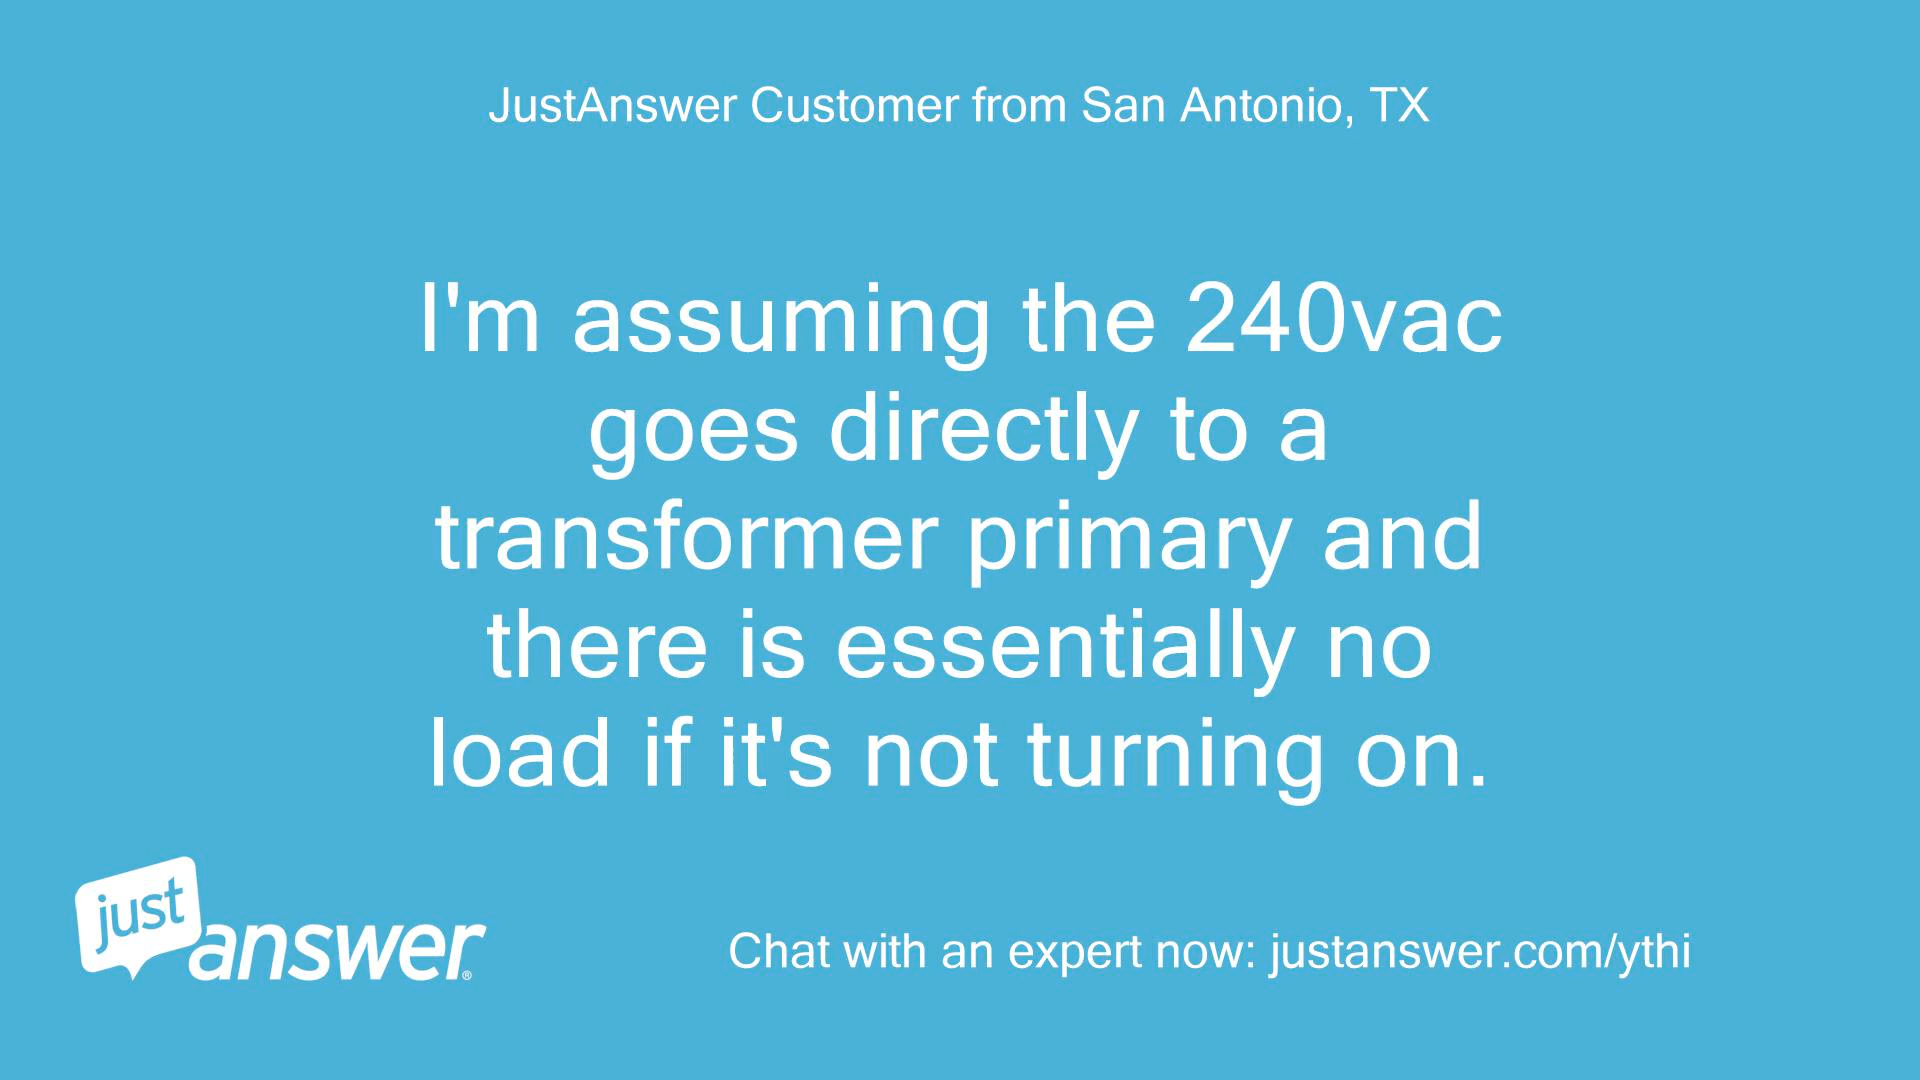 JustAnswer Customer from San Antonio, TX
I'm assuming the 240vac
goes directly to a
transformer primary and
there is essentially no
load if it's not turning on.
just
answer®
Chat with an expert now: justanswer.com/ythi